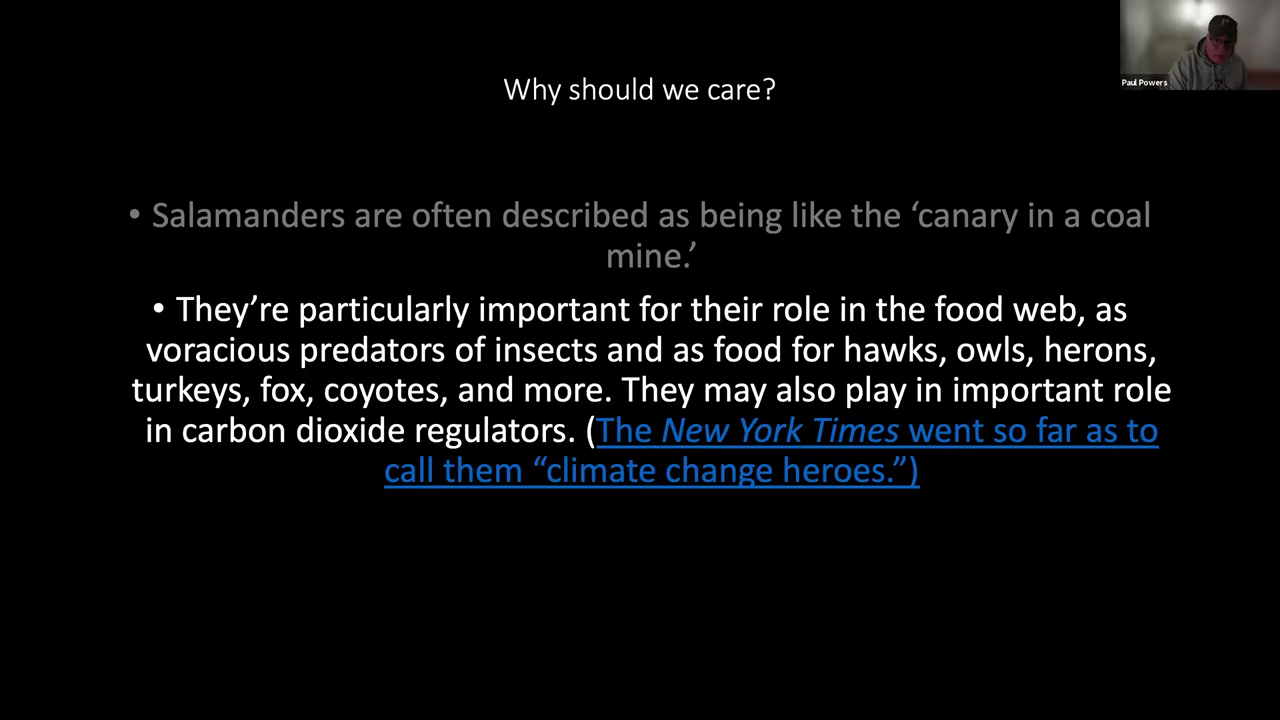 Paul Powers
Why should we care?
• Salamanders are often described as being like the ‘canary in a coal
mine.’
• They’re particularly important for their role in the food web, as
voracious predators of insects and as food for hawks, owls, herons,
turkeys, fox, coyotes, and more. They may also play in important role
in carbon dioxide regulators. (The New York Times went so far as to
call them “climate change heroes.”)